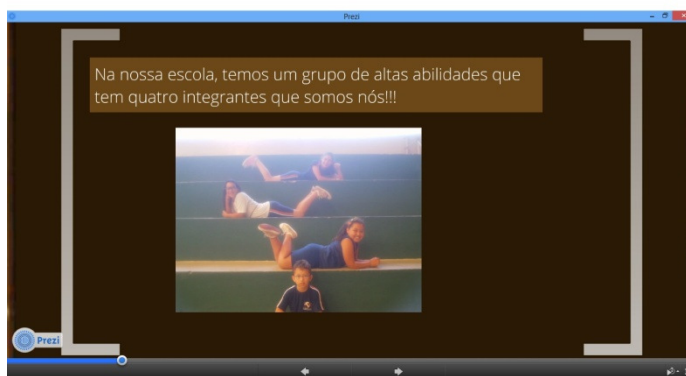 Prezi
Na nossa escola, temos um grupo de altas abilidades que
tem quatro integrantes que somos nós!!!
Prezi